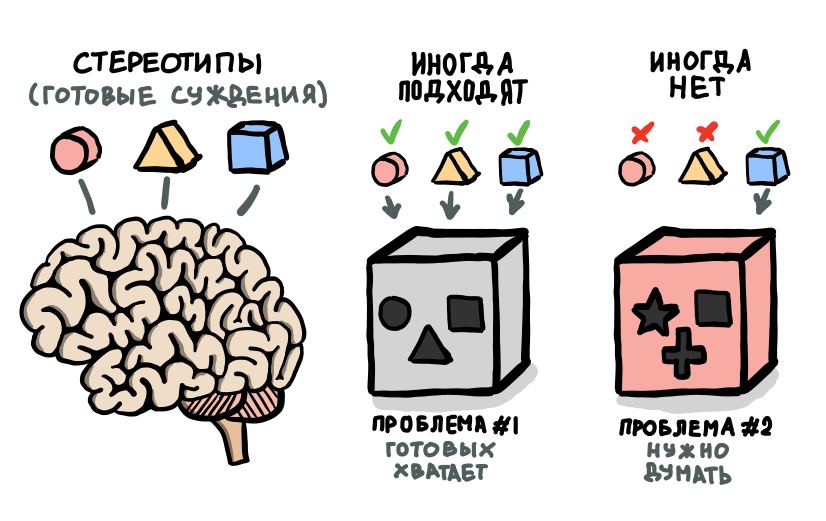 СТЕРЕОТИПЫ
(ГОТОВЫЕ СУЖДЕНИЯ)
ИНОГДА
ПОДХОДЯТ
ИНОГДА
НЕТ
ПРОБЛЕМА #1
ГОТОВЫХ
ХВАТАЕТ
ПРОБЛЕМА #2
НУЖНО
ДУМАТЬ